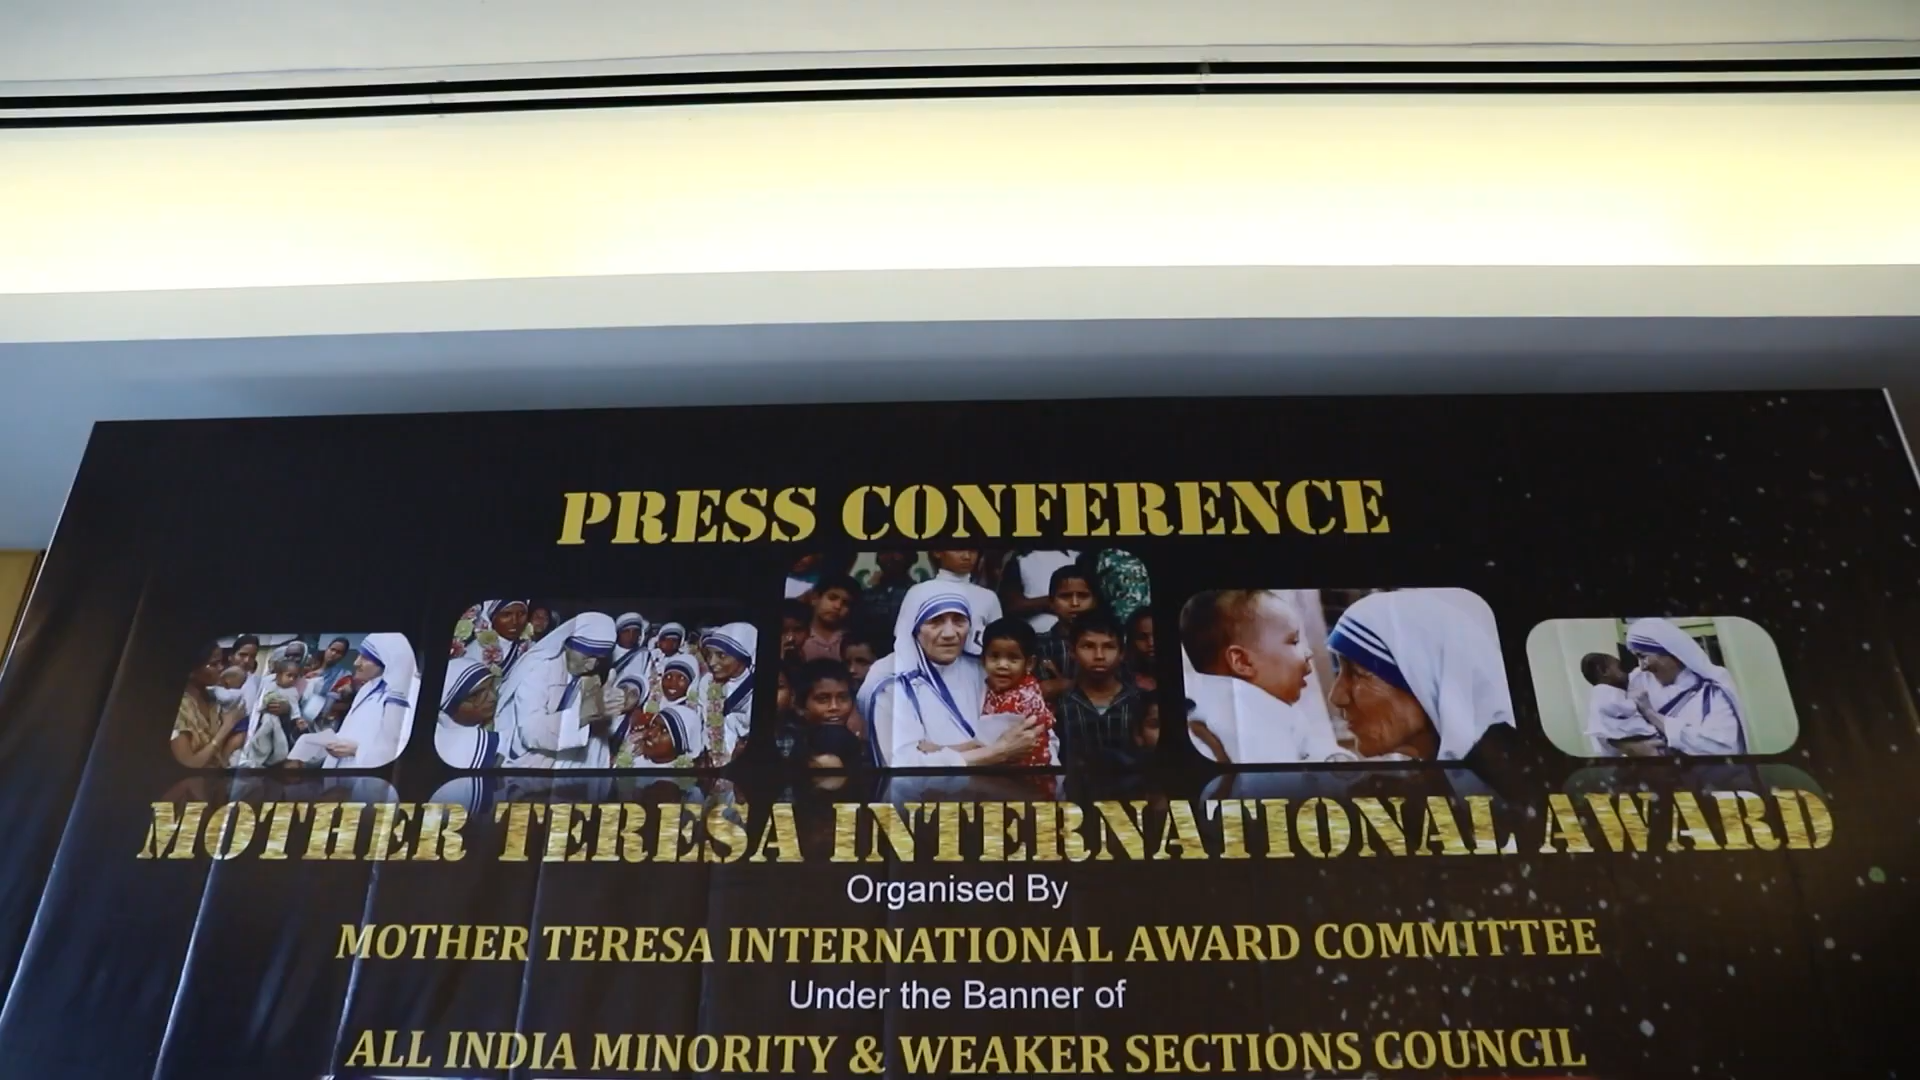 PRESS CONFERENCE
MOTHER TERESA INTERNATIONAL AWARD
Organised By
MOTHER TERESA INTERNATIONAL AWARD COMMITTEE
Under the Banner of
ALL INDIA MINORITY & WEAKER SECTIONS COUNCIL